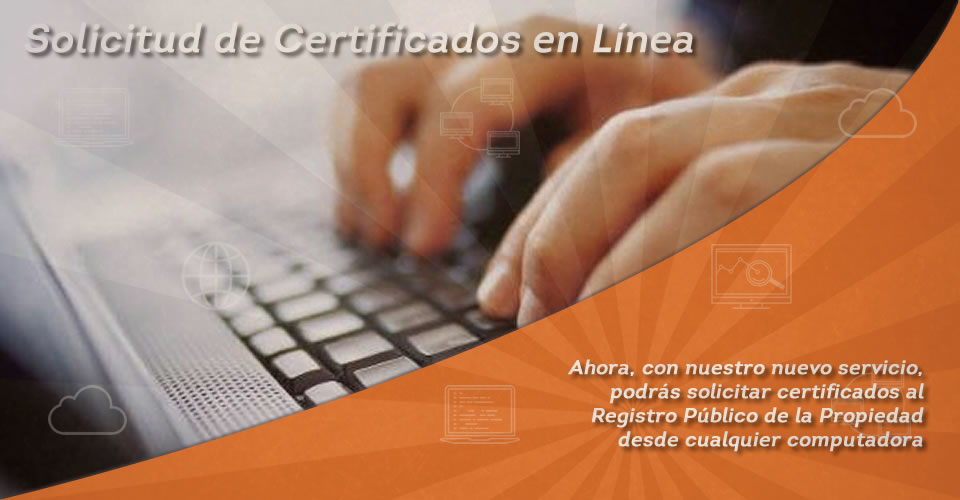 Solicitud de Certificados en Línea
Ahora, con nuestro nuevo servicio,
podrás solicitar certificados al
Registro Público de la Propiedad
desde cualquier computadora